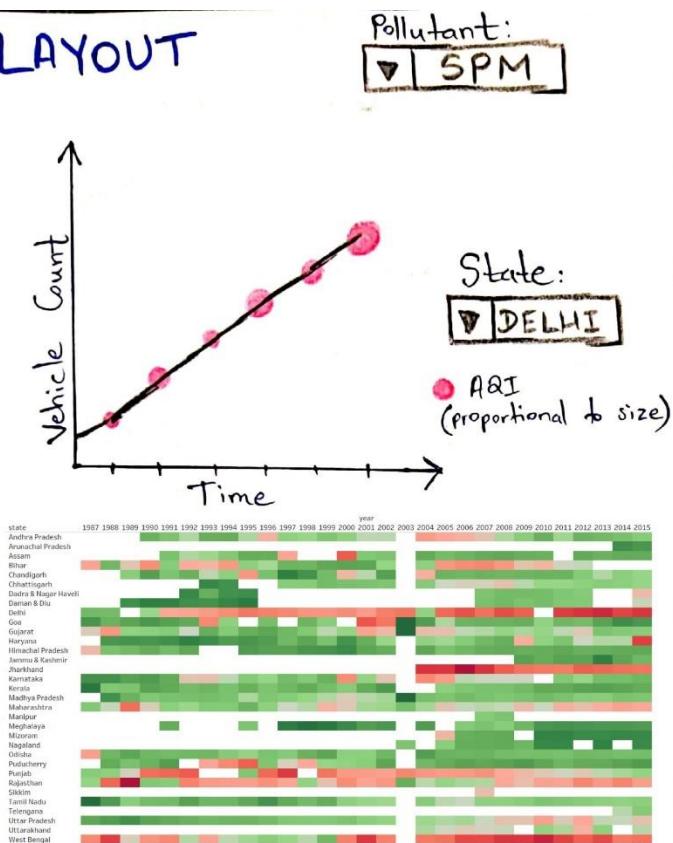 LAYOUT
Pollutant:
SPM
Vehicle Count
State:
DELHI
AQI
(proportional to size)
Time
year
state 1987 1988 1989 1990 1991 1992 1993 1994 1995 1996 1997 1998 1999 2000 2001 2002 2003 2004 2005 2006 2007 2008 2009 2010 2011 2012 2013 2014 2015
Andhra Pradesh
Arunachal Pradesh
Assam
Bihar
Chandigarh
Chhattisgarh
Dadra & Nagar Haveli
Daman & Diu
Delhi
Goa
Gujarat
Haryana
Himachal Pradesh
Jammu & Kashmir
Jharkhand
Karnataka
Kerala
Madhya Pradesh
Maharashtra
Manipur
Meghalaya
Mizoram
Nagaland
Odisha
Puducherry
Punjab
Rajasthan
Sikkim
Tamil Nadu
Telengana
Uttar Pradesh
Uttarakhand
West Bengal